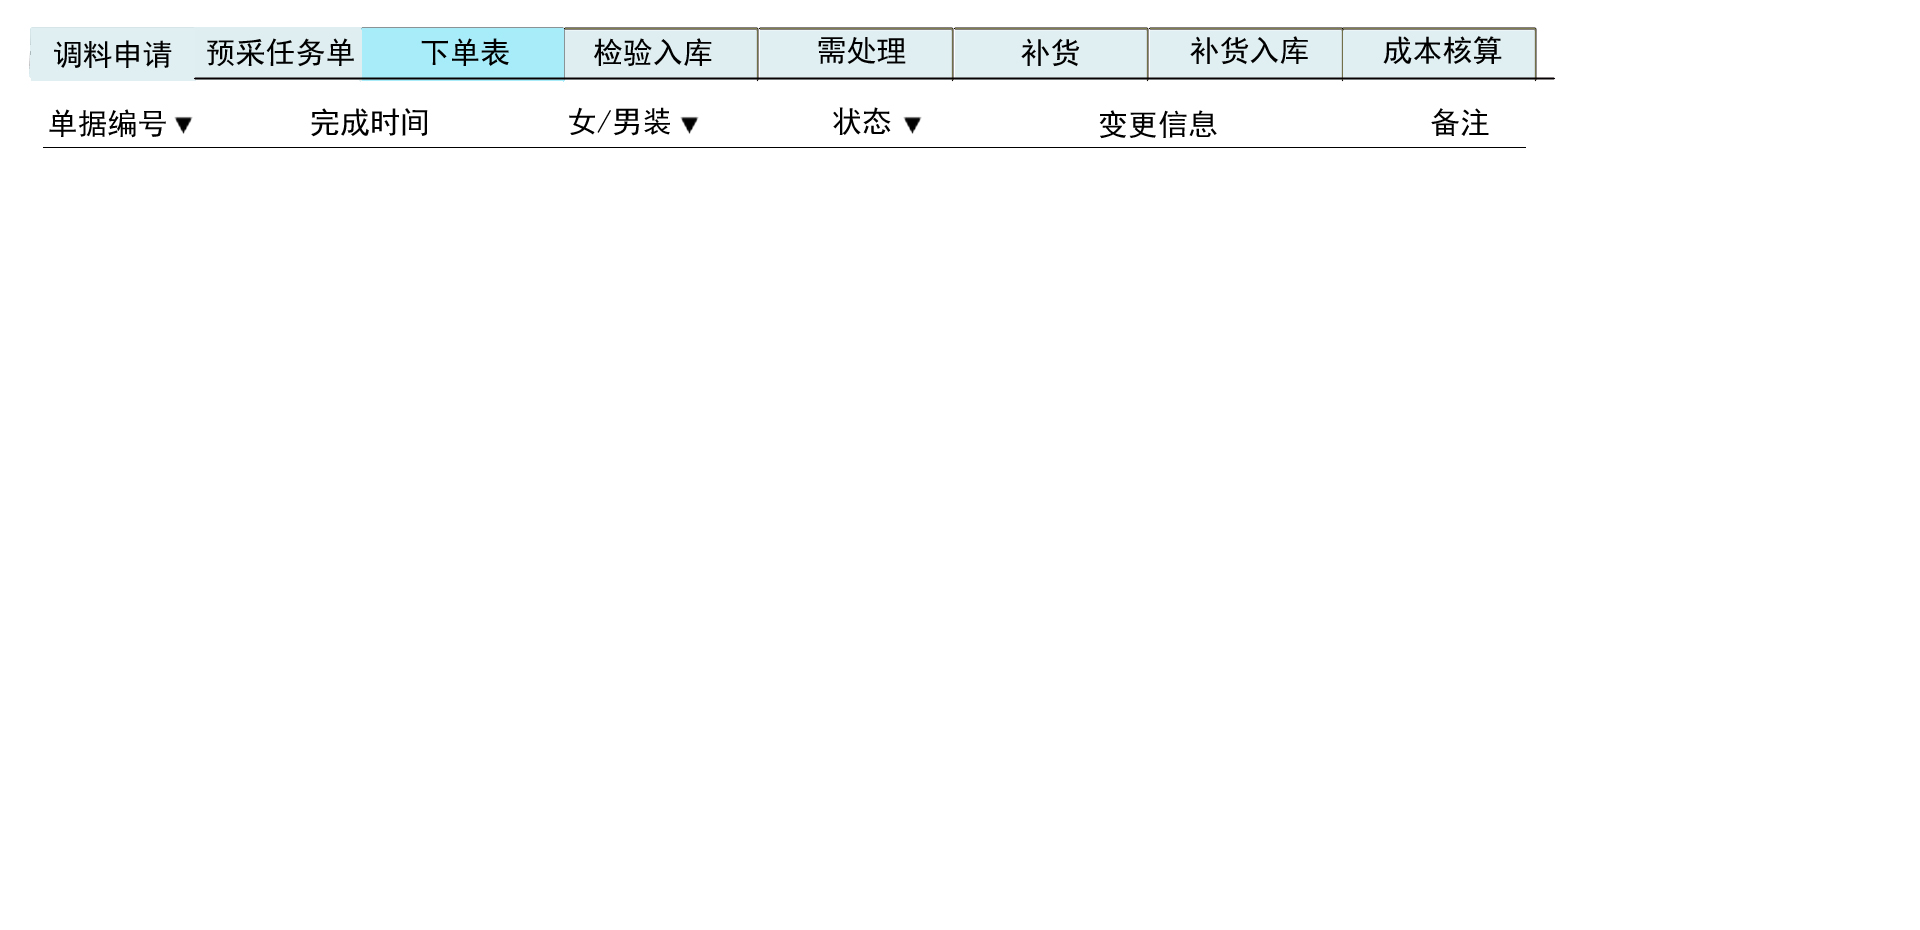 调料申请 预采任务单 下单表 检验入库 需处理 补货 补货入库 成本核算
单据编号▼ 完成时间 女/男装▼ 状态▼ 变更信息 备注